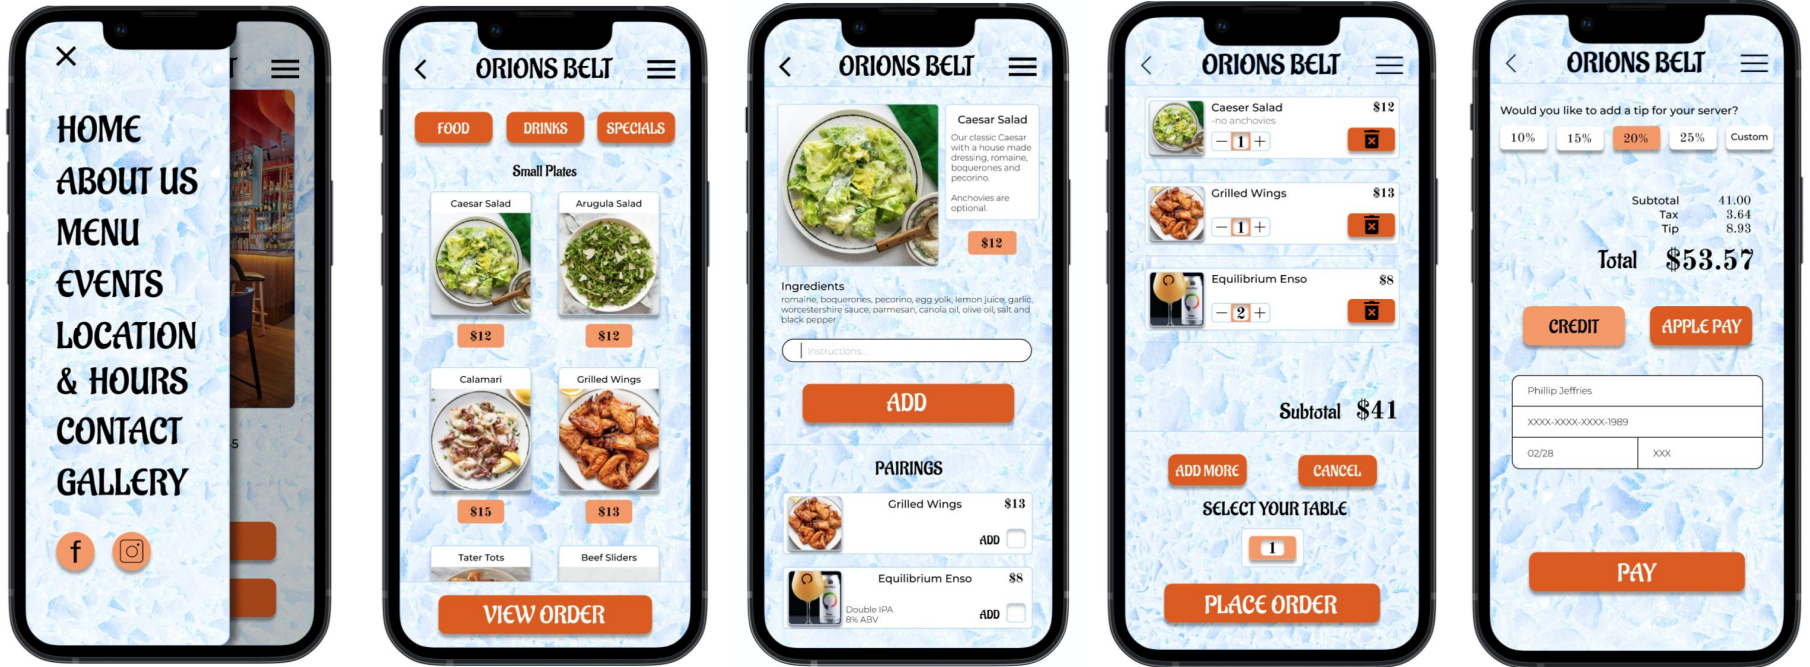 HOME
ABOUT US
MENU
EVENTS
LOCATION
& HOURS
CONTACT
GALLERY
f
ORIONS BELT
FOOD DRINKS SPECIALS
Small Plates
Caesar Salad Arugula Salad
$12 $12
Calamari Grilled Wings
$15 $13
Tater Tots Beef Sliders
VIEW ORDER
ORIONS BELT
Caesar Salad
Our classic Caesar
with a house made
dressing, romaine,
boquerones and
pecorino.
Anchovies are
optional.
$12
Ingredients
romaine, boquerones, pecorino, egg yolk, lemon juice, garlic,
worcestershire sauce, parmesan, canola oil, olive oil, salt and
black pepper
Instructions...
ADD
PAIRINGS
Grilled Wings $13
ADD
Equilibrium Enso $8
Double IPA
8% ABV
ADD
ORIONS BELT
Caeser Salad $12
-no anchovies
− 1 +
Grilled Wings $13
− 1 +
Equilibrium Enso $8
− 2 +
Subtotal $41
ADD MORE CANCEL
SELECT YOUR TABLE
1
PLACE ORDER
ORIONS BELT
Would you like to add a tip for your server?
10% 15% 20% 25% Custom
Subtotal 41.00
Tax 3.64
Tip 8.93
Total $53.57
CREDIT APPLE PAY
Phillip Jeffries
XXXX-XXXX-XXXX-1989
02/28 XXX
PAY